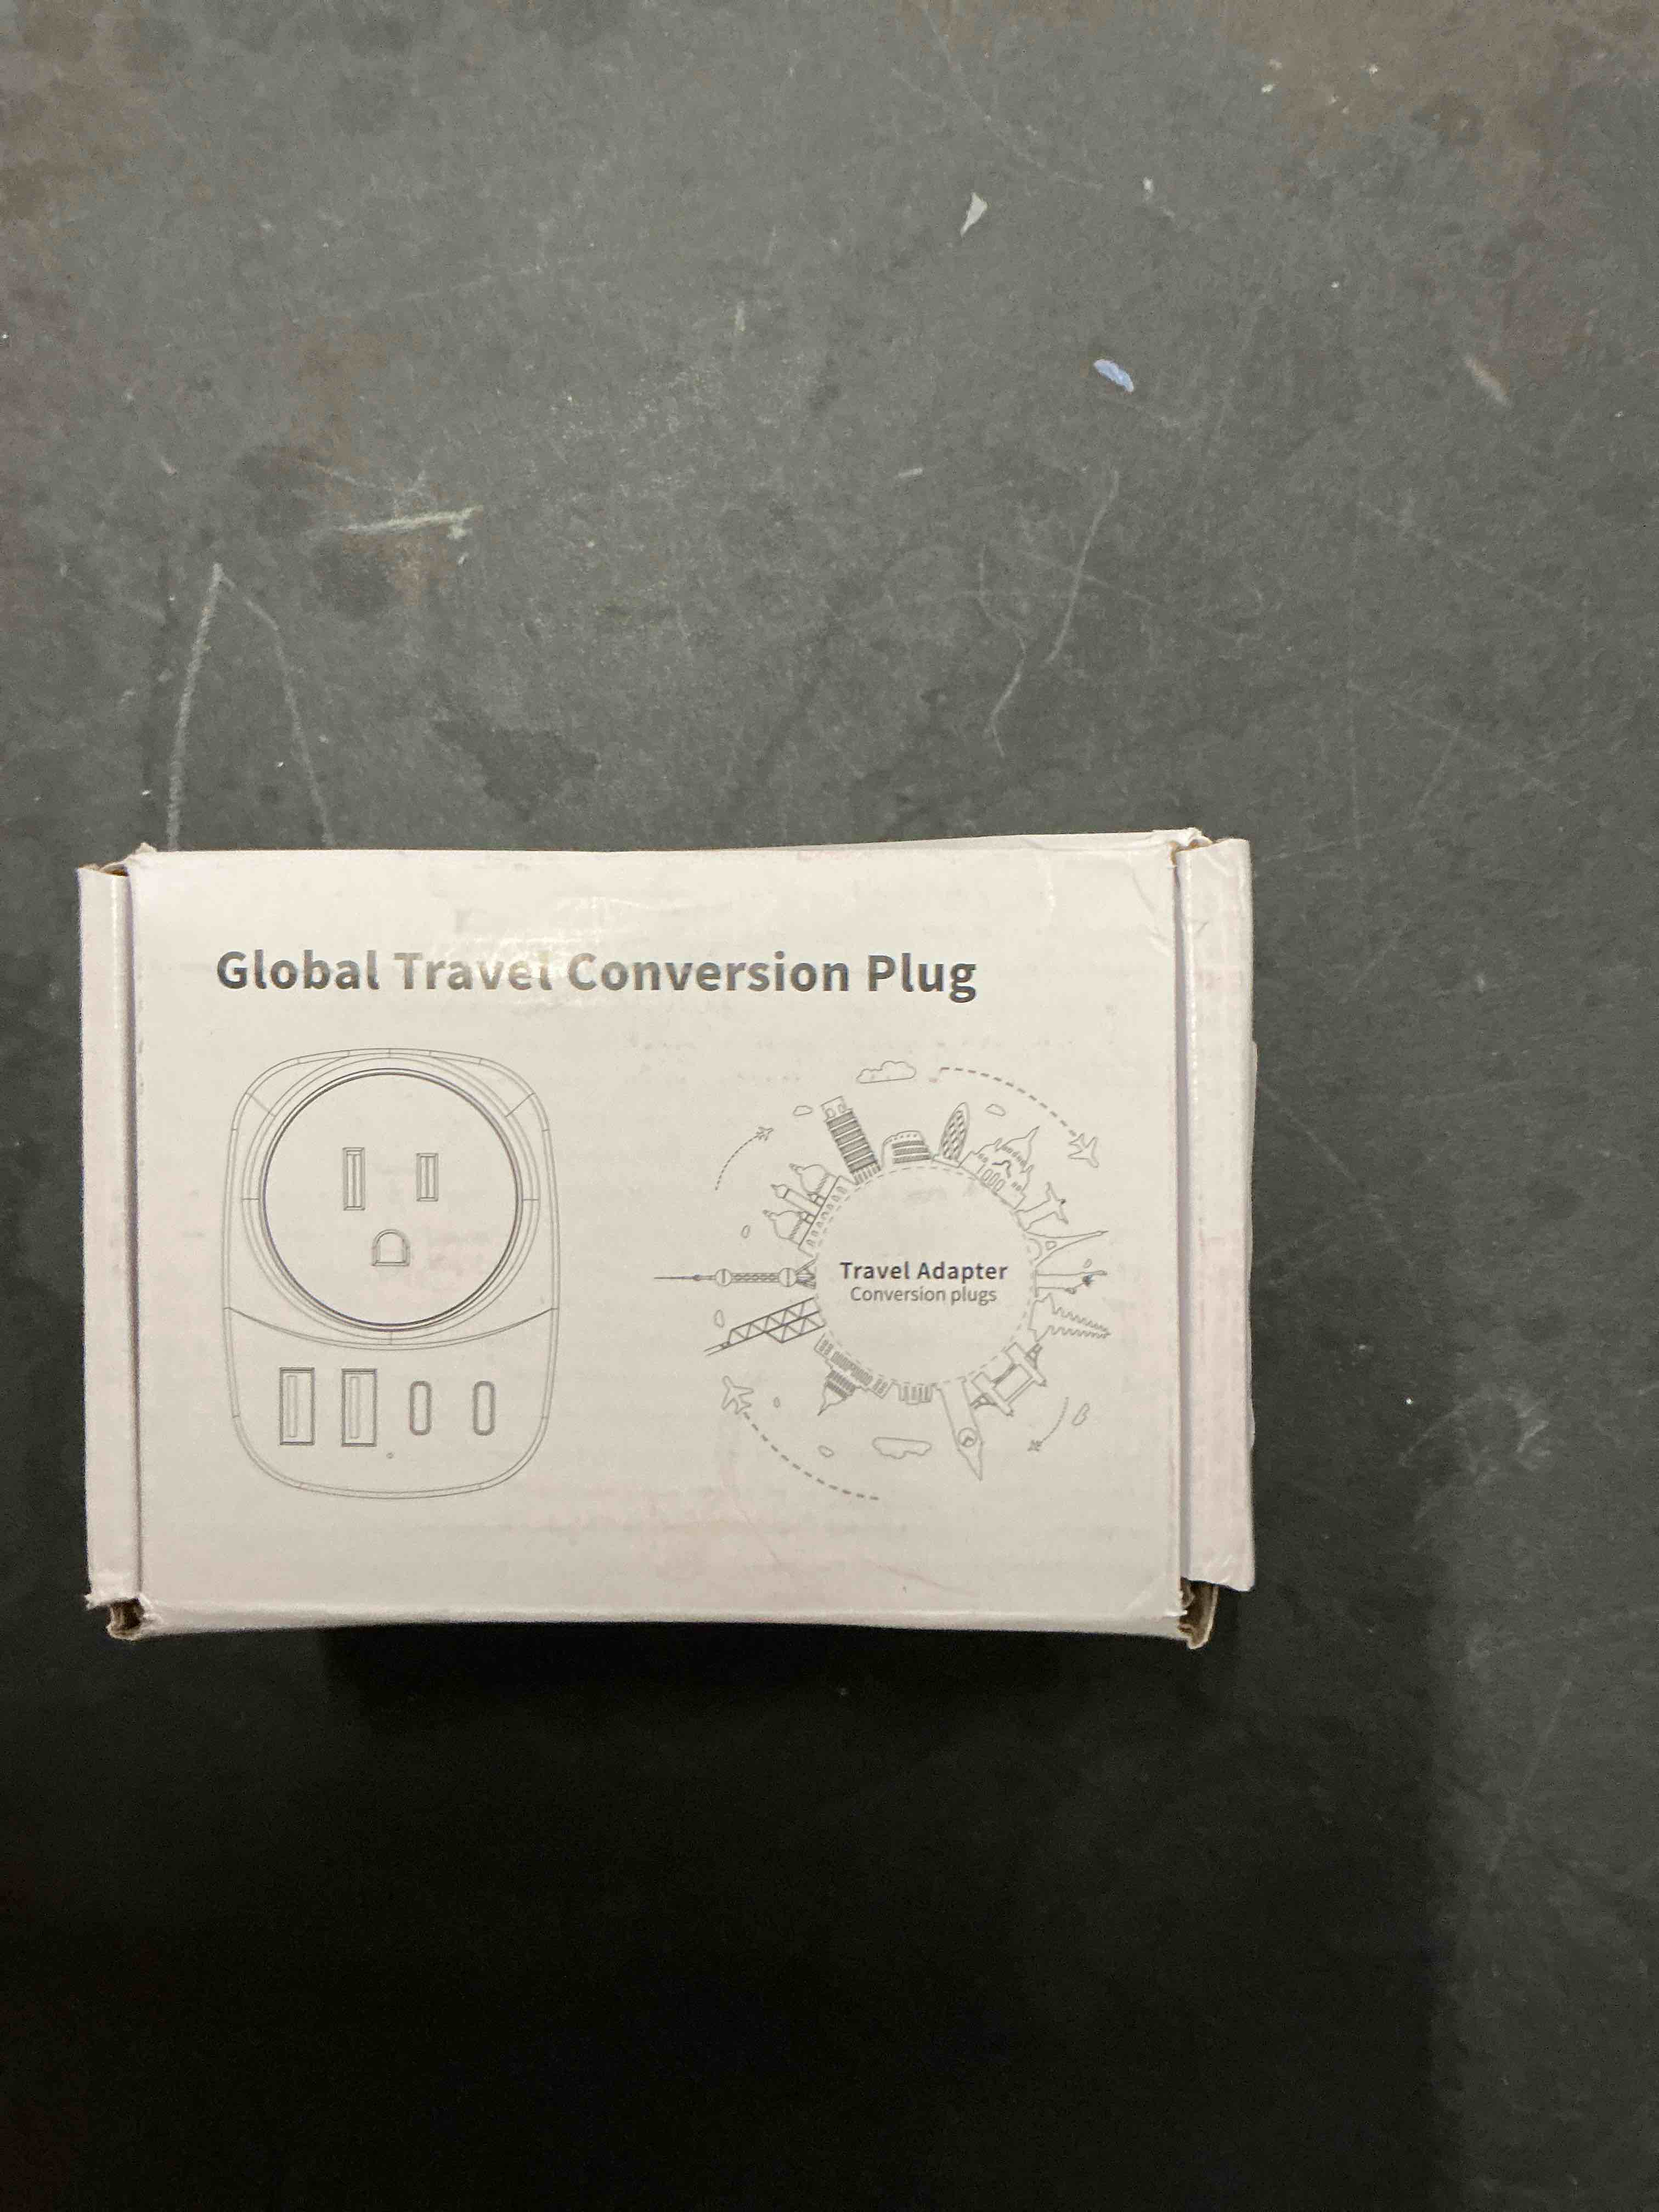 Global Travel Conversion Plug
Travel Adapter
Conversion plugs